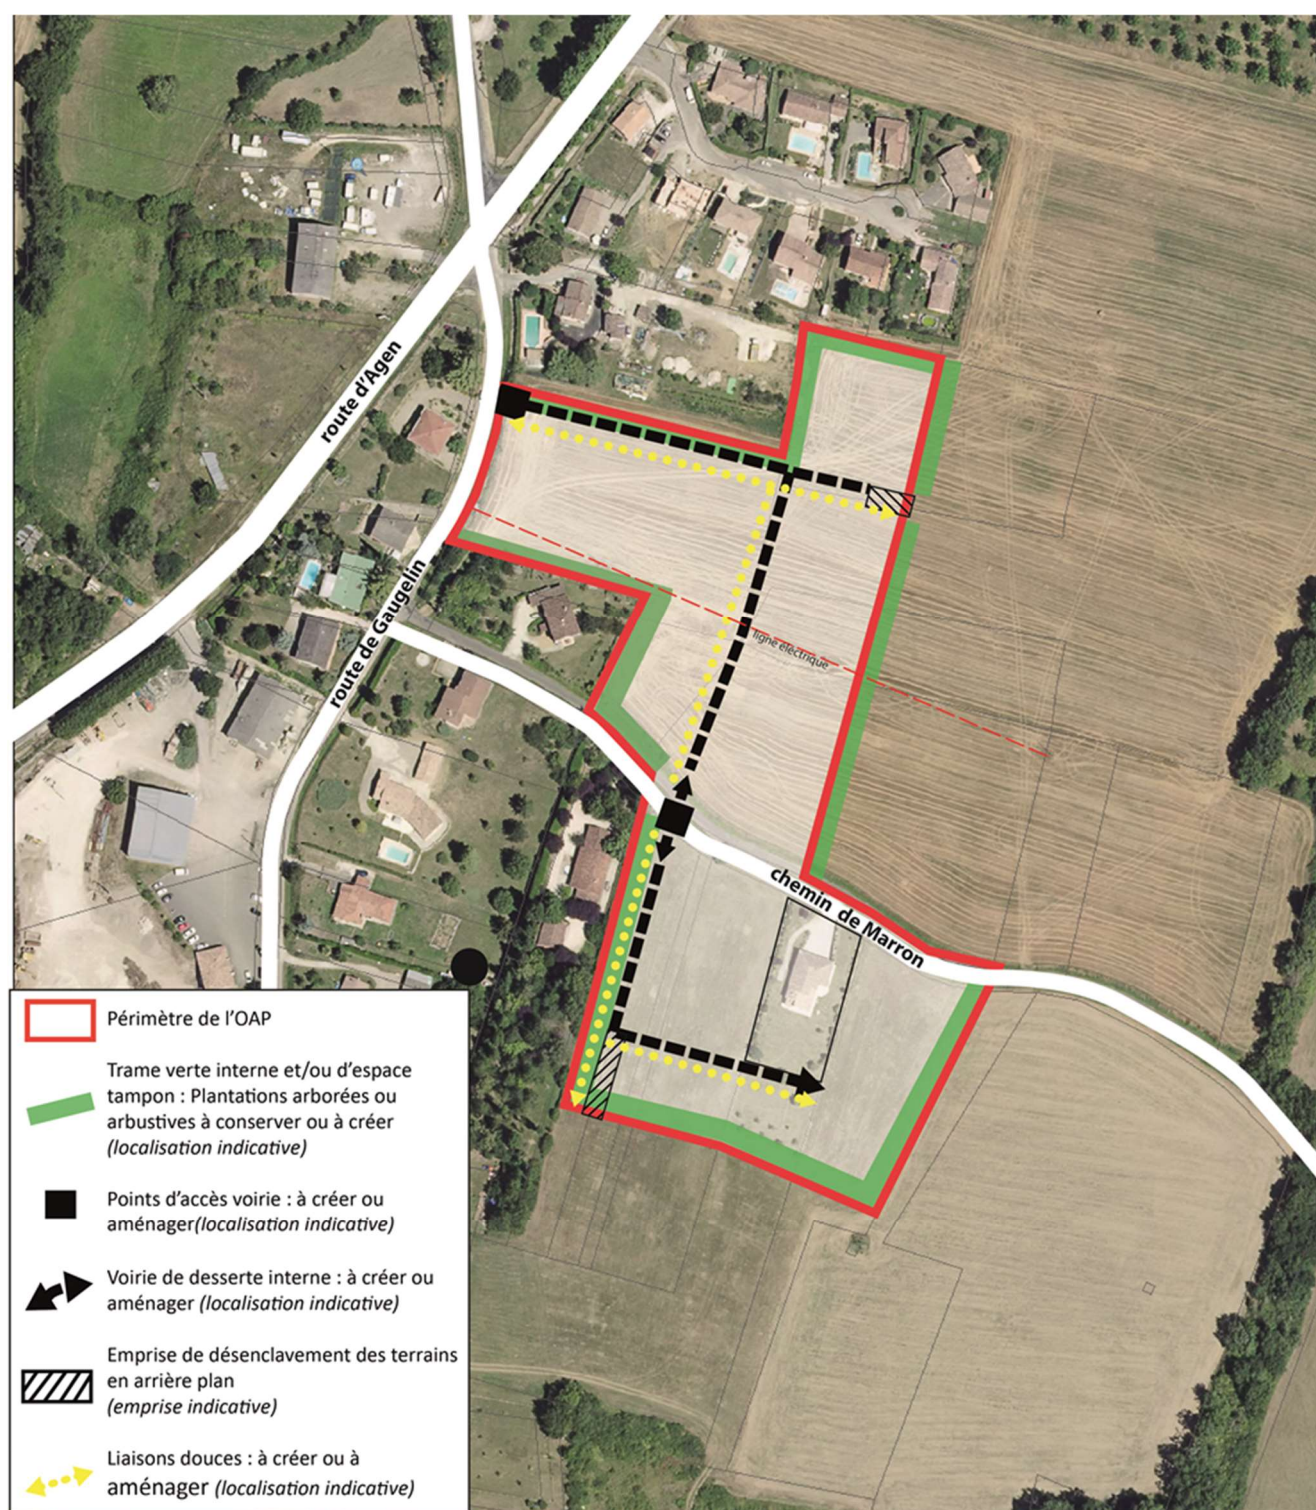 route d'Agen
route de Gaugelin
ligne électrique
chemin de Marron
Périmètre de l'OAP
Trame verte interne et/ou d'espace
tampon : Plantations arborées ou
arbustives à conserver ou à créer
(localisation indicative)
Points d'accès voirie : à créer ou
aménager(localisation indicative)
Voirie de desserte interne : à créer ou
aménager (localisation indicative)
Emprise de désenclavement des terrains
en arrière plan
(emprise indicative)
Liaisons douces : à créer ou à
aménager (localisation indicative)